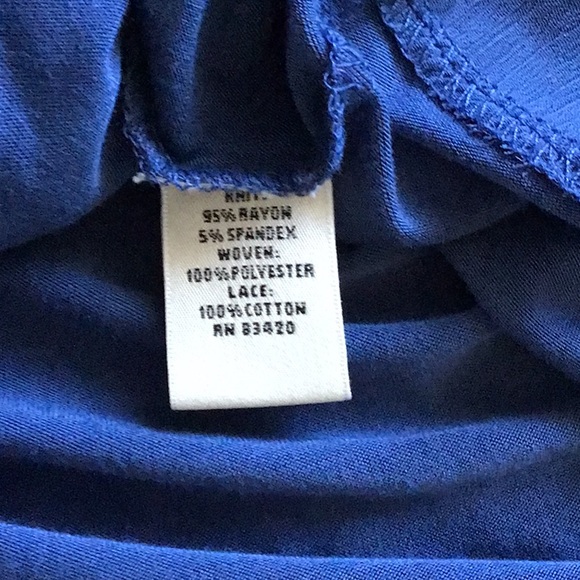 KNIT:
95% RAYON
5% SPANDEX
WOVEN:
100% POLYESTER
LACE:
100% COTTON
RN 83420